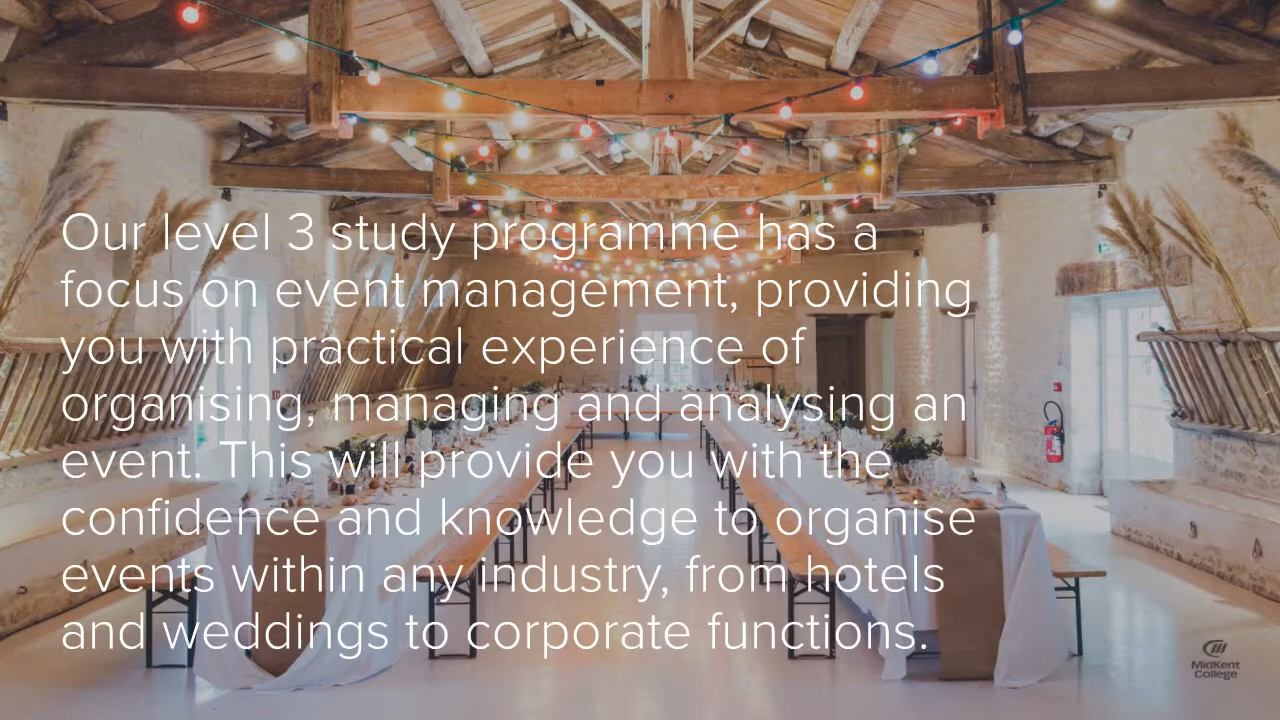 Our level 3 study programme has a
focus on event management, providing
you with practical experience of
organising, managing and analysing an
event. This will provide you with the
confidence and knowledge to organise
events within any industry, from hotels
and weddings to corporate functions.
MidKent
College